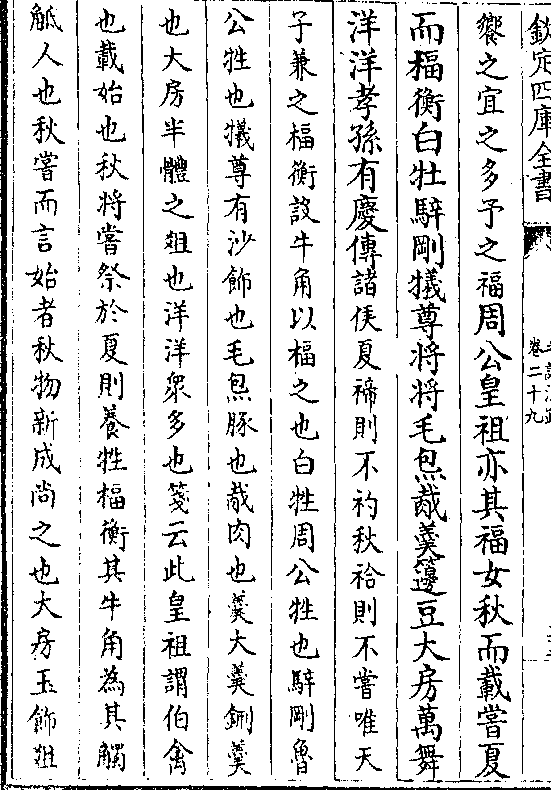 欽定四庫全書
卷二十九
饗之宜之多予之福周公皇祖亦其福女秋而載嘗夏
而楅衡白牡騂剛犧尊將將毛炰胾羹籩豆大房萬舞
洋洋孝孫有慶傳諸侯夏禘則不礿秋祫則不嘗唯天
子兼之楅衡設牛角以楅之也白牡周公牲也騂剛魯
公牲也犧尊有沙飾也毛炰豚也胾肉也羹大羹鉶羹
也大房半體之俎也洋洋衆多也箋云此皇祖謂伯禽
也載始也秋將嘗祭於夏則養牲楅衡其牛角為其觸
觝人也秋嘗而言始者秋物新成尚之也大房玉飾俎